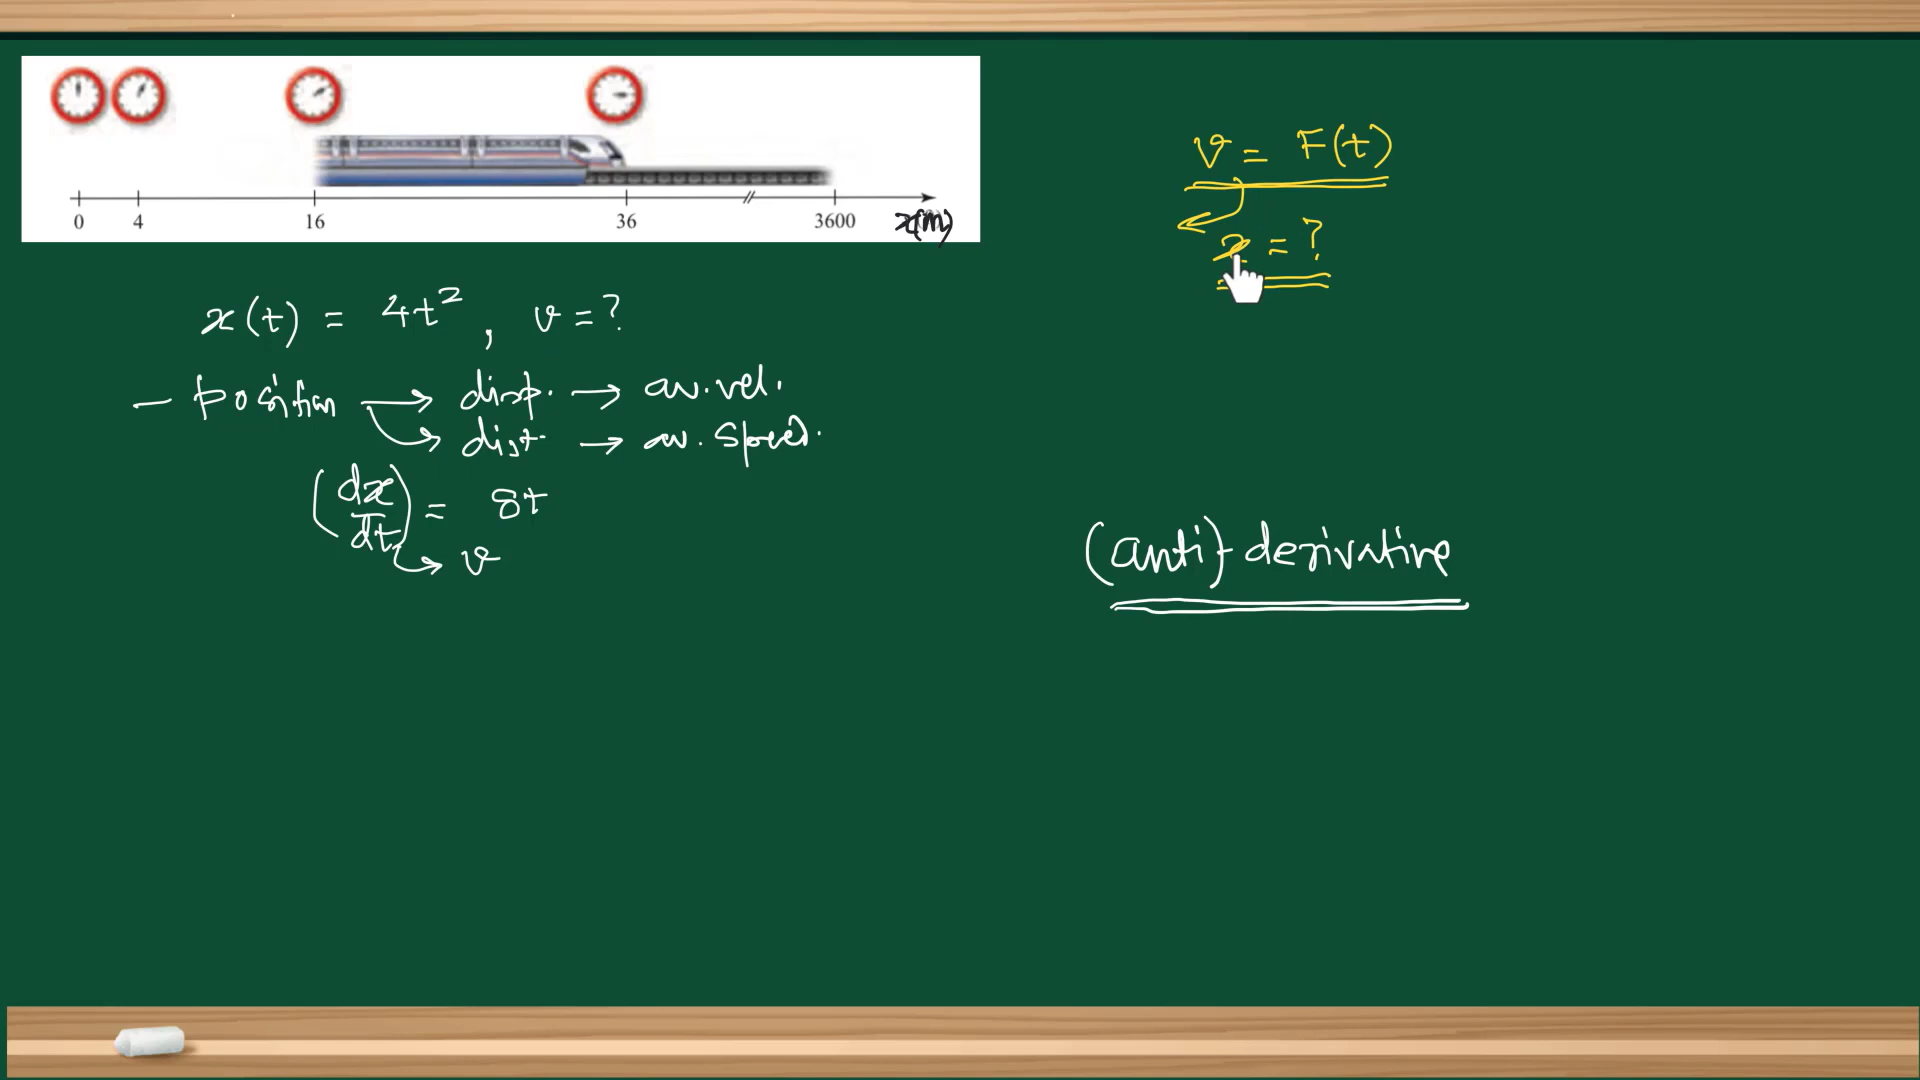 0 4 16 36 3600 x(m)
x(t) = 4t², v = ?
– position → disp. → av. vel.
→ dist. → av. speed.
(dx/dt) = 8t
→ v
v = F(t)
x = ?
(anti)-derivative